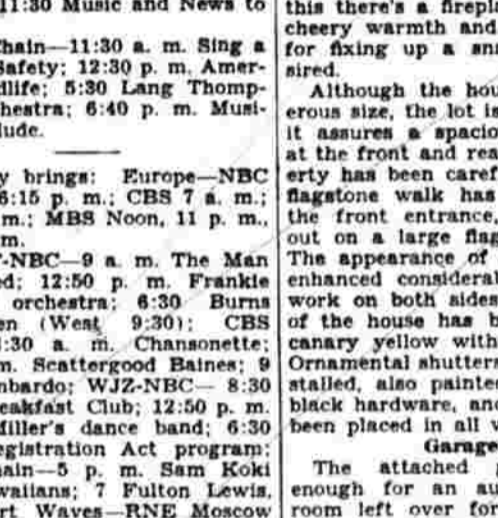 11:30 Music and News to
hain—11:30 a. m. Sing a
Safety; 12:30 p. m. Amer-
dlife; 5:30 Lang Thomp-
hestra; 6:40 p. m. Musi-
lude.
y brings: Europe—NBC
6:15 p. m.; CBS 7 a. m.;
m.; MBS Noon, 11 p. m.,
m.
-NBC—9 a. m. The Man
ed; 12:50 p. m. Frankie
orchestra; 6:30 Burns
en (West 9:30); CBS
:30 a. m. Chansonette;
m. Scattergood Baines; 9
mbardo; WJZ-NBC— 8:30
eakfast Club; 12:50 p. m.
Miller's dance band; 6:30
egistration Act program;
hain—5 p. m. Sam Koki
waiians; 7 Fulton Lewis,
rt Waves—RNE Moscow
this there's a firepl
cheery warmth and
for fixing up a sn
sired.
Although the hou
erous size, the lot is
it assures a spacio
at the front and rea
erty has been caref
flagstone walk has
the front entrance,
out on a large flag
The appearance of
enhanced considera
work on both sides
of the house has b
canary yellow with
Ornamental shutters
stalled, also painte
black hardware, and
been placed in all w
Garage
The attached
enough for an au
room left over for